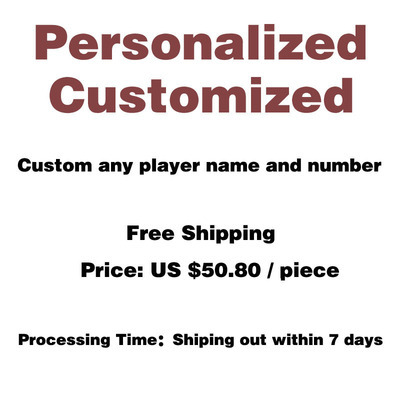 Personalized
Customized
Custom any player name and number
Free Shipping
Price: US $50.80 / piece
Processing Time：Shiping out within 7 days